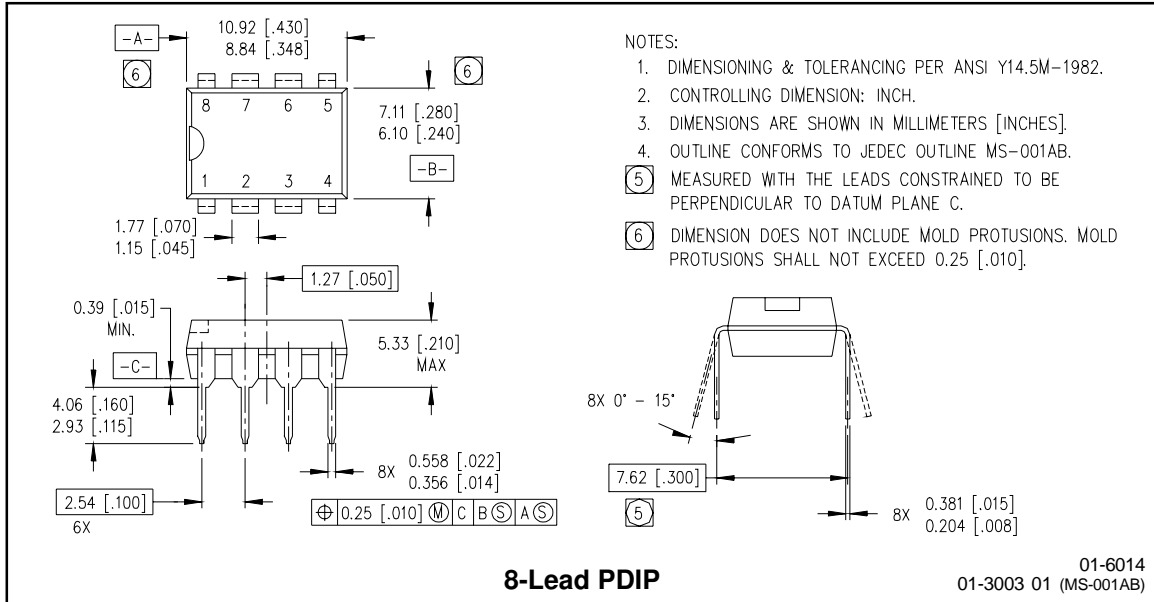 -A-
10.92 [.430]
8.84 [.348]
6
6
8 7 6 5
1 2 3 4
7.11 [.280]
6.10 [.240]
-B-
1.77 [.070]
1.15 [.045]
1.27 [.050]
0.39 [.015]
MIN.
-C-
5.33 [.210]
MAX
4.06 [.160]
2.93 [.115]
2.54 [.100]
6X
8X 0.558 [.022]
0.356 [.014]
⌖ 0.25 [.010] Ⓜ C B Ⓢ A Ⓢ
NOTES:
1. DIMENSIONING & TOLERANCING PER ANSI Y14.5M-1982.
2. CONTROLLING DIMENSION: INCH.
3. DIMENSIONS ARE SHOWN IN MILLIMETERS [INCHES].
4. OUTLINE CONFORMS TO JEDEC OUTLINE MS-001AB.
5 MEASURED WITH THE LEADS CONSTRAINED TO BE
PERPENDICULAR TO DATUM PLANE C.
6 DIMENSION DOES NOT INCLUDE MOLD PROTUSIONS. MOLD
PROTUSIONS SHALL NOT EXCEED 0.25 [.010].
8X 0° - 15°
7.62 [.300]
5
8X 0.381 [.015]
0.204 [.008]
8-Lead PDIP
01-6014
01-3003 01 (MS-001AB)